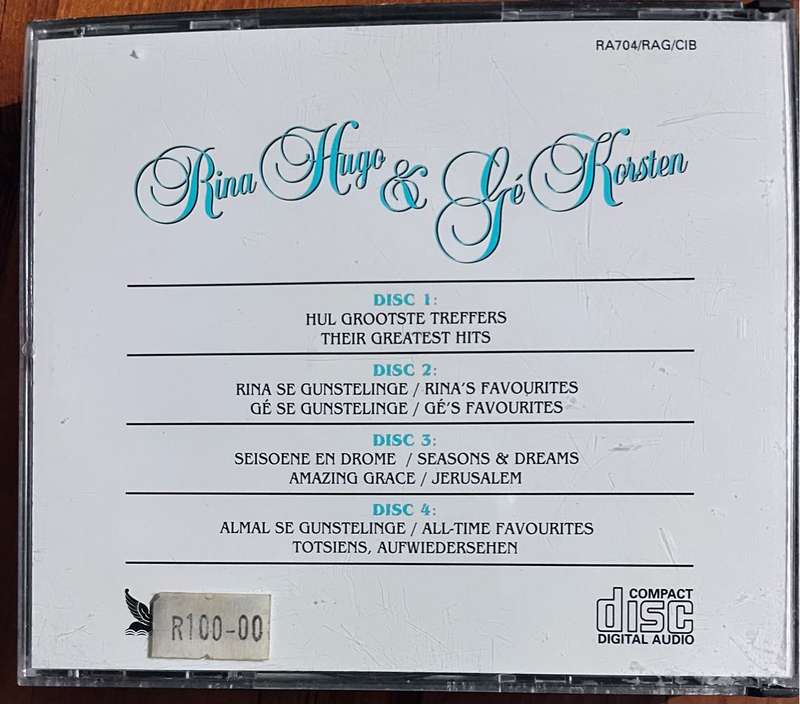 RA704/RAG/CIB
Rina Hugo & Gé Korsten
DISC 1:
HUL GROOTSTE TREFFERS
THEIR GREATEST HITS
DISC 2:
RINA SE GUNSTELINGE / RINA'S FAVOURITES
GÉ SE GUNSTELINGE / GÉ'S FAVOURITES
DISC 3:
SEISOENE EN DROME / SEASONS & DREAMS
AMAZING GRACE / JERUSALEM
DISC 4:
ALMAL SE GUNSTELINGE / ALL-TIME FAVOURITES
TOTSIENS, AUFWIEDERSEHEN
R100-00
COMPACT
disc
DIGITAL AUDIO